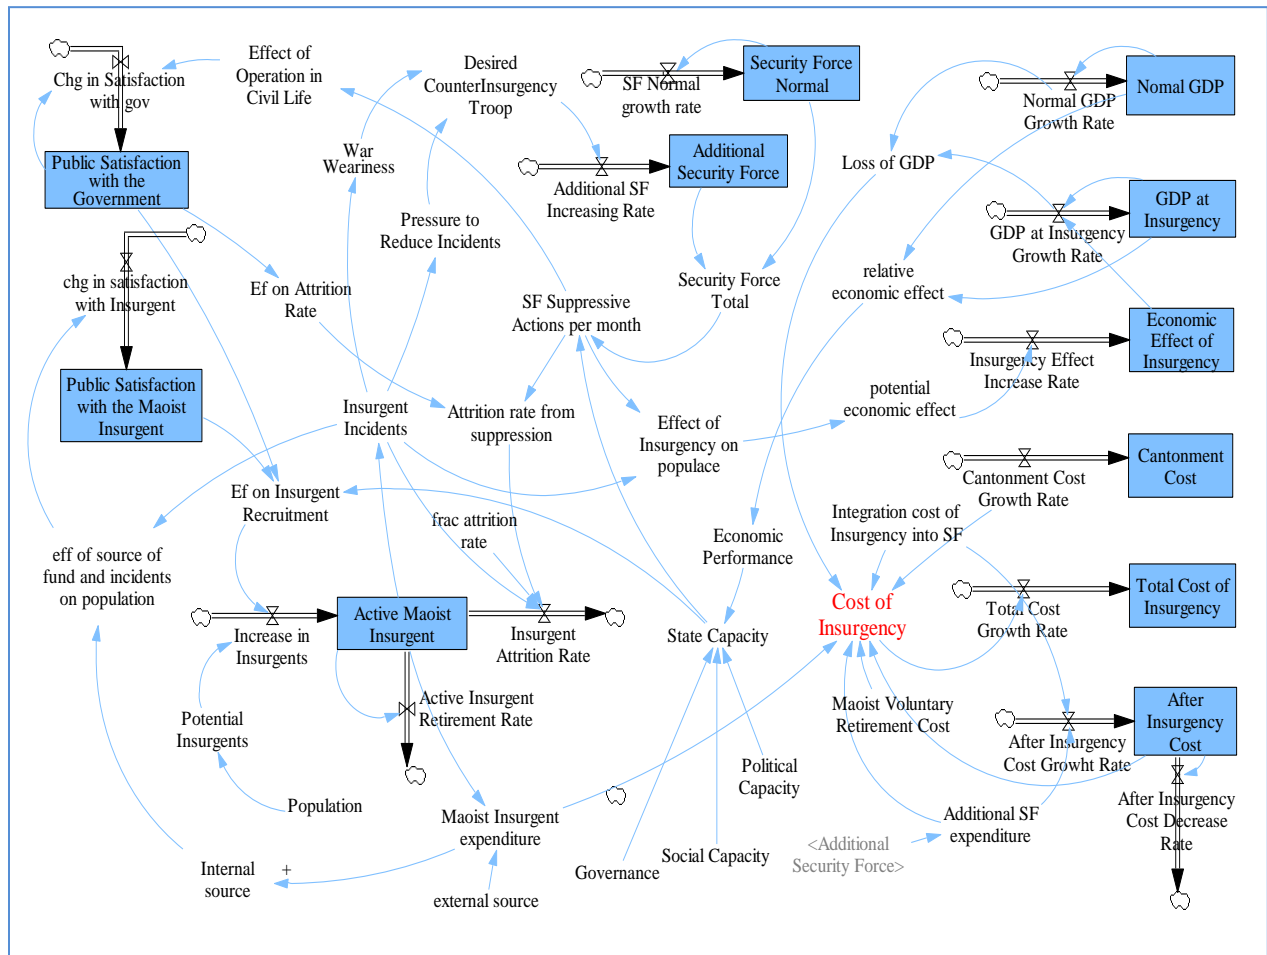 Chg in Satisfaction
with gov
Effect of
Operation in
Civil Life
Desired
CounterInsurgency
Troop
SF Normal
growth rate
Security Force
Normal
Normal GDP
Growth Rate
Nomal GDP
Public Satisfaction
with the
Government
War
Weariness
Additional SF
Increasing Rate
Additional
Security Force
Loss of GDP
GDP at Insurgency
Growth Rate
GDP at
Insurgency
chg in satisfaction
with Insurgent
Ef on Attrition
Rate
Pressure to
Reduce Incidents
SF Suppressive
Actions per month
Security Force
Total
relative
economic effect
Insurgency Effect
Increase Rate
Economic
Effect of
Insurgency
Public Satisfaction
with the Maoist
Insurgent
Insurgent
Incidents
Attrition rate from
suppression
Effect of
Insurgency on
populace
potential
economic effect
Cantonment Cost
Growth Rate
Cantonment
Cost
Ef on Insurgent
Recruitment
frac attrition
rate
Economic
Performance
Integration cost of
Insurgency into SF
eff of source of
fund and incidents
on population
Increase in
Insurgents
Active Maoist
Insurgent
Insurgent
Attrition Rate
State Capacity
Cost of
Insurgency
Total Cost
Growth Rate
Total Cost of
Insurgency
Potential
Insurgents
Active Insurgent
Retirement Rate
Maoist Voluntary
Retirement Cost
After Insurgency
Cost Growht Rate
After
Insurgency
Cost
Population
Maoist Insurgent
expenditure
Political
Capacity
Additional SF
expenditure
After Insurgency
Cost Decrease
Rate
Internal
source
+
external source
Governance
Social Capacity
<Additional
Security Force>